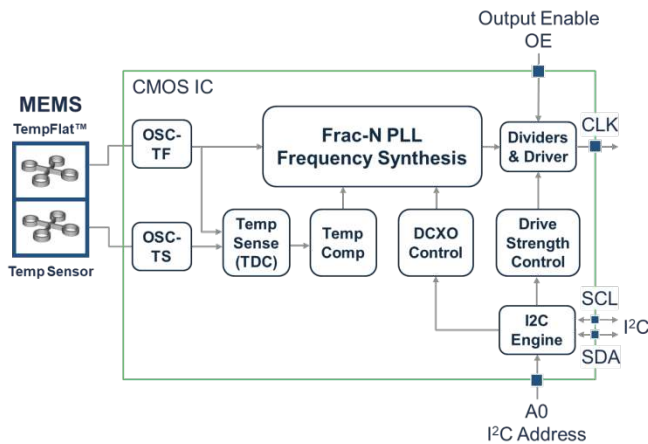 Output Enable
OE
CMOS IC
MEMS
TempFlat™
OSC-
TF
Frac-N PLL
Frequency Synthesis
Dividers
& Driver
CLK
OSC-
TS
Temp
Sense
(TDC)
Temp
Comp
DCXO
Control
Drive
Strength
Control
Temp Sensor
I2C
Engine
SCL
I²C
SDA
A0
I²C Address